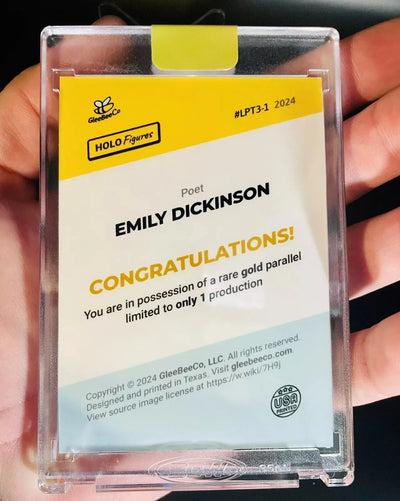 GleeBeeCo
HOLO Figures
#LPT3-1 2024
Poet
EMILY DICKINSON
CONGRATULATIONS!
You are in possession of a rare gold parallel
limited to only 1 production
Copyright © 2024 GleeBeeCo, LLC. All rights reserved.
Designed and printed in Texas. Visit gleebeeco.com
View source image license at https://w.wiki/7H9j
USA
PRINTED